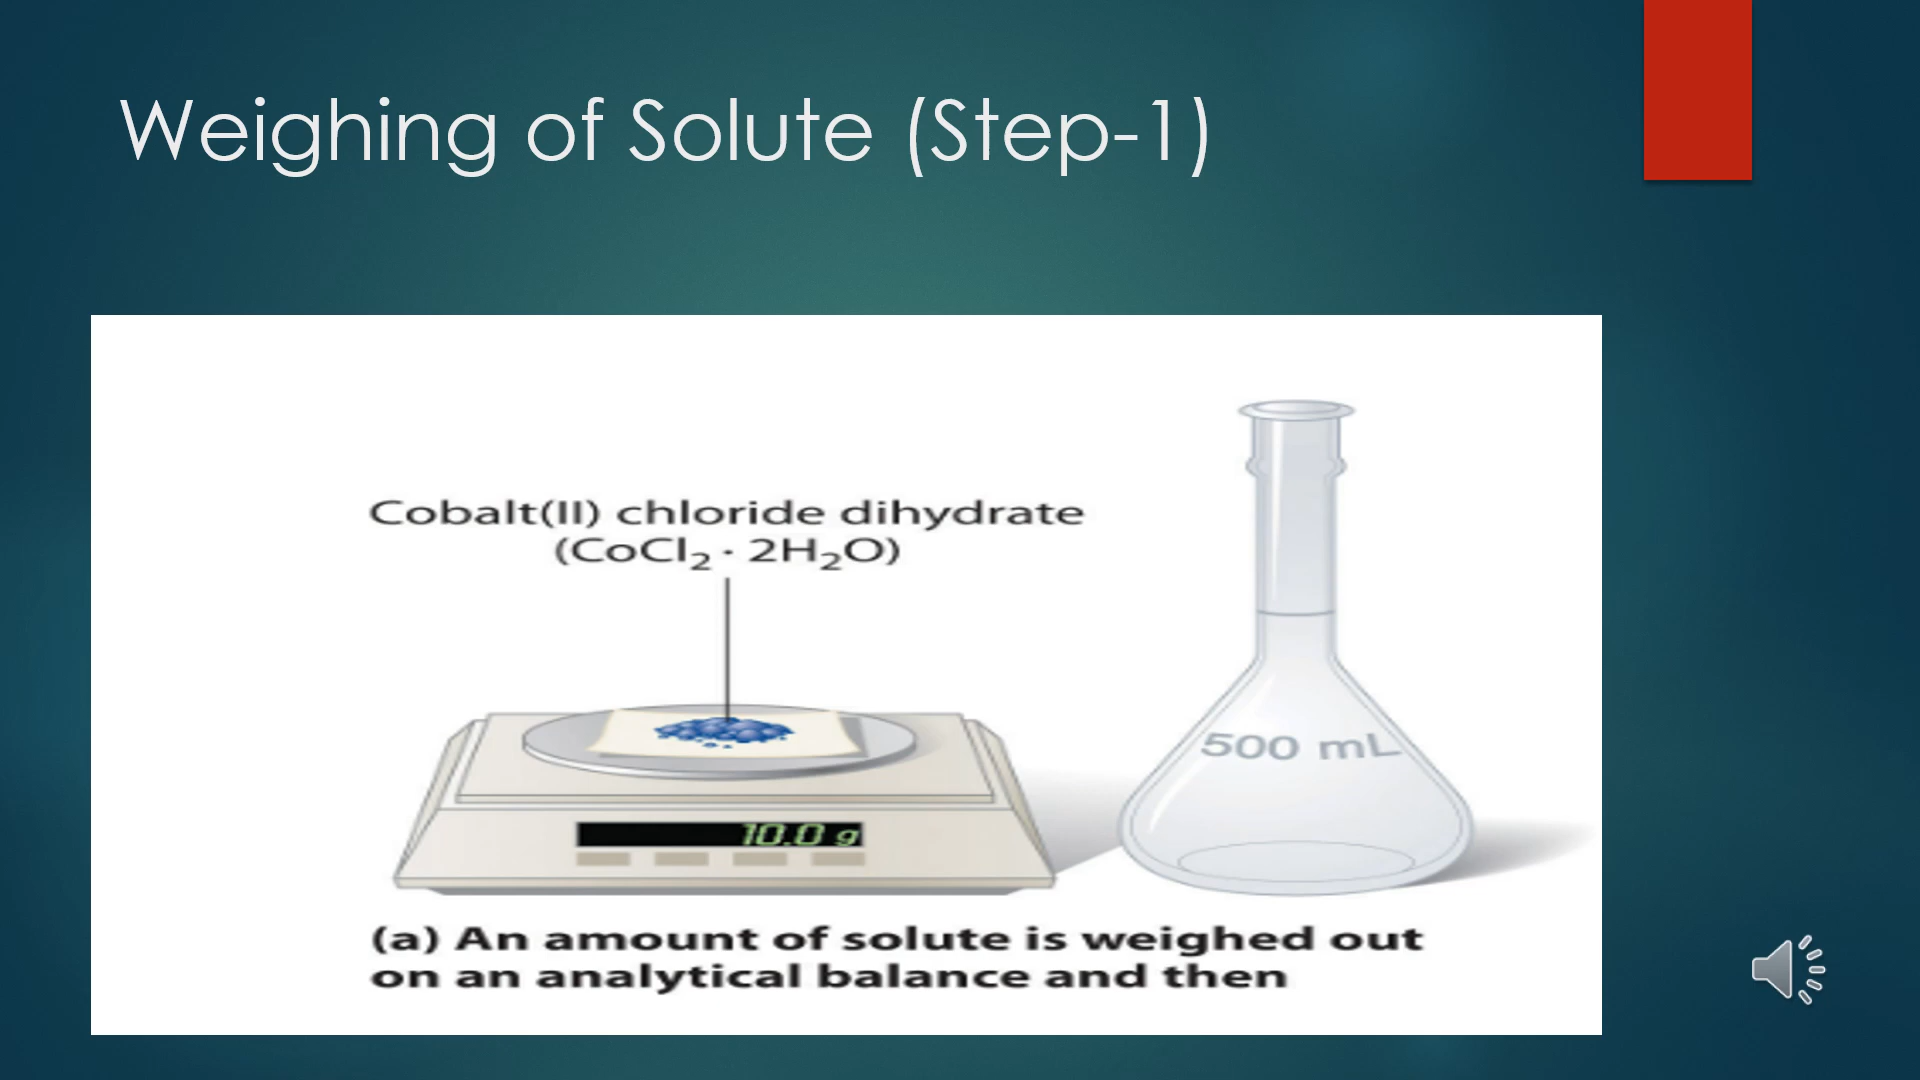 Weighing of Solute (Step-1)
Cobalt(II) chloride dihydrate
(CoCl₂ · 2H₂O)
500 mL
10.0 g
(a) An amount of solute is weighed out
on an analytical balance and then